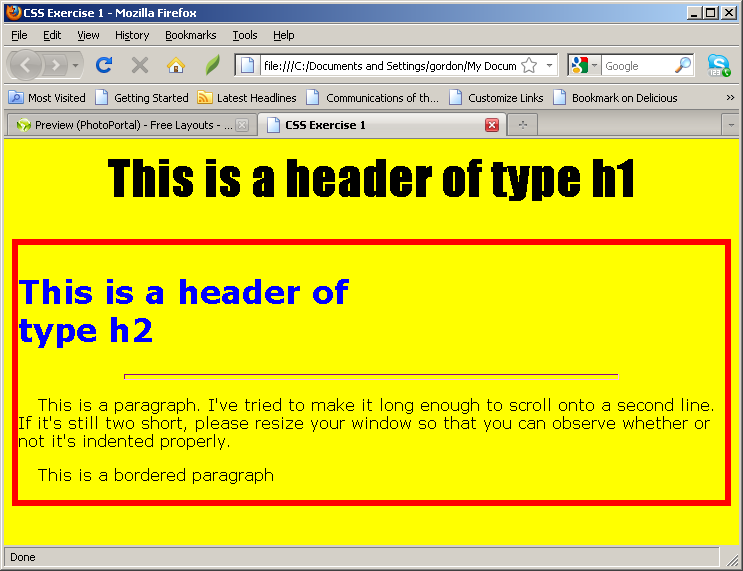 CSS Exercise 1 - Mozilla Firefox
File Edit View History Bookmarks Tools Help
file:///C:/Documents and Settings/gordon/My Docum Google 123
Most Visited Getting Started Latest Headlines Communications of th... Customize Links Bookmark on Delicious »
Preview (PhotoPortal) - Free Layouts - ... CSS Exercise 1
This is a header of type h1
This is a header of
type h2
This is a paragraph. I've tried to make it long enough to scroll onto a second line.
If it's still two short, please resize your window so that you can observe whether or
not it's indented properly.
This is a bordered paragraph
Done